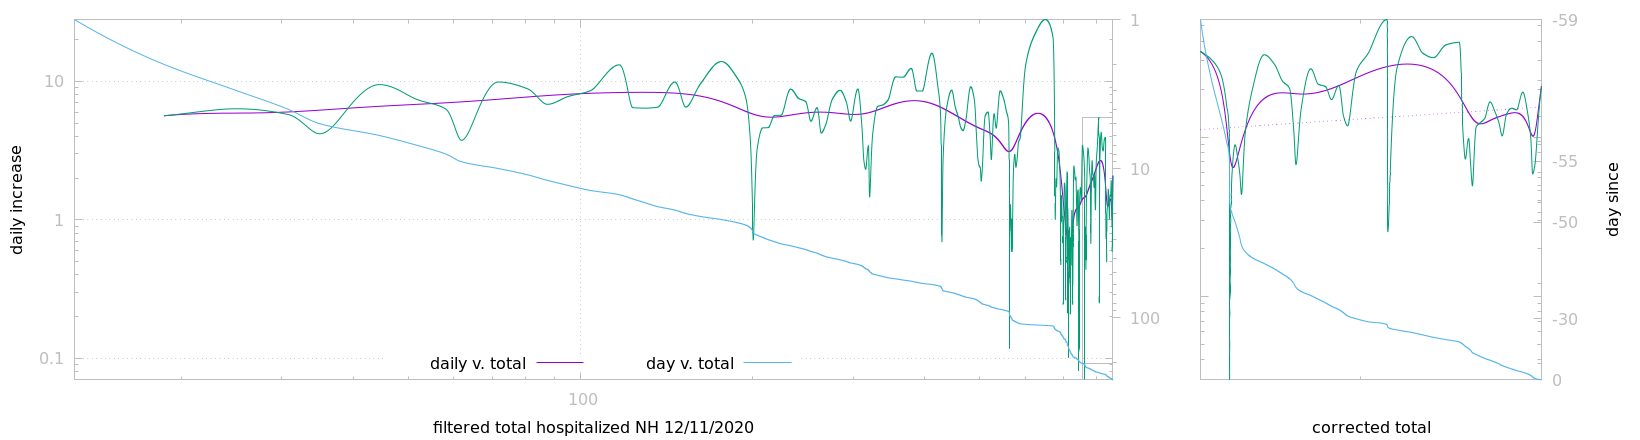 daily increase
10
1
0.1
daily v. total
day v. total
100
filtered total hospitalized NH 12/11/2020
1
10
100
-59
-55
-50
-30
0
day since
corrected total